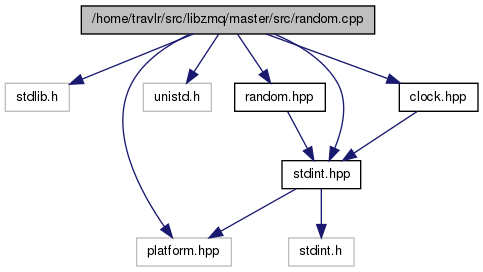 /home/travlr/src/libzmq/master/src/random.cpp
stdlib.h
unistd.h
random.hpp
clock.hpp
stdint.hpp
platform.hpp
stdint.h